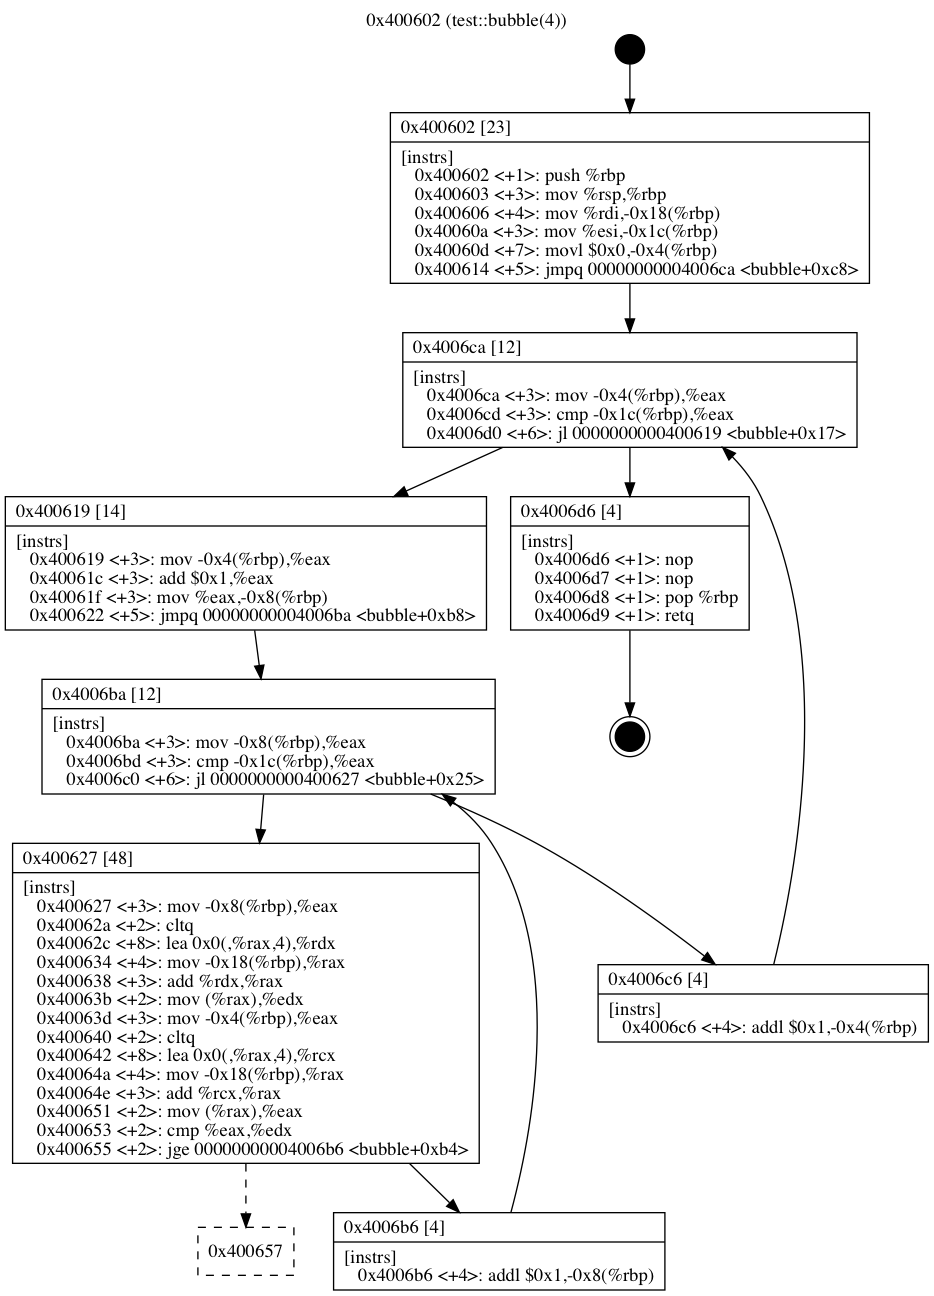 0x400602 (test::bubble(4))
0x400602 [23]
[instrs]
0x400602 <+1>: push %rbp
0x400603 <+3>: mov %rsp,%rbp
0x400606 <+4>: mov %rdi,-0x18(%rbp)
0x40060a <+3>: mov %esi,-0x1c(%rbp)
0x40060d <+7>: movl $0x0,-0x4(%rbp)
0x400614 <+5>: jmpq 00000000004006ca <bubble+0xc8>
0x4006ca [12]
[instrs]
0x4006ca <+3>: mov -0x4(%rbp),%eax
0x4006cd <+3>: cmp -0x1c(%rbp),%eax
0x4006d0 <+6>: jl 0000000000400619 <bubble+0x17>
0x400619 [14]
[instrs]
0x400619 <+3>: mov -0x4(%rbp),%eax
0x40061c <+3>: add $0x1,%eax
0x40061f <+3>: mov %eax,-0x8(%rbp)
0x400622 <+5>: jmpq 00000000004006ba <bubble+0xb8>
0x4006d6 [4]
[instrs]
0x4006d6 <+1>: nop
0x4006d7 <+1>: nop
0x4006d8 <+1>: pop %rbp
0x4006d9 <+1>: retq
0x4006ba [12]
[instrs]
0x4006ba <+3>: mov -0x8(%rbp),%eax
0x4006bd <+3>: cmp -0x1c(%rbp),%eax
0x4006c0 <+6>: jl 0000000000400627 <bubble+0x25>
0x400627 [48]
[instrs]
0x400627 <+3>: mov -0x8(%rbp),%eax
0x40062a <+2>: cltq
0x40062c <+8>: lea 0x0(,%rax,4),%rdx
0x400634 <+4>: mov -0x18(%rbp),%rax
0x400638 <+3>: add %rdx,%rax
0x40063b <+2>: mov (%rax),%edx
0x40063d <+3>: mov -0x4(%rbp),%eax
0x400640 <+2>: cltq
0x400642 <+8>: lea 0x0(,%rax,4),%rcx
0x40064a <+4>: mov -0x18(%rbp),%rax
0x40064e <+3>: add %rcx,%rax
0x400651 <+2>: mov (%rax),%eax
0x400653 <+2>: cmp %eax,%edx
0x400655 <+2>: jge 00000000004006b6 <bubble+0xb4>
0x4006c6 [4]
[instrs]
0x4006c6 <+4>: addl $0x1,-0x4(%rbp)
0x400657
0x4006b6 [4]
[instrs]
0x4006b6 <+4>: addl $0x1,-0x8(%rbp)